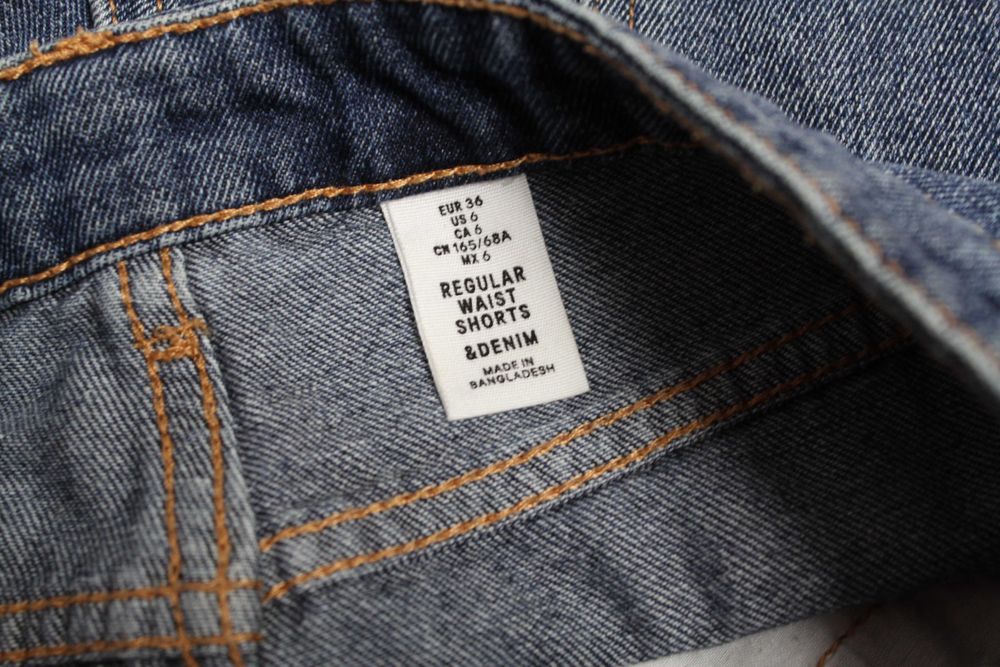 EUR 36
US 6
CA 6
CN 165/68A
MX 6
REGULAR
WAIST
SHORTS
&DENIM
MADE IN
BANGLADESH